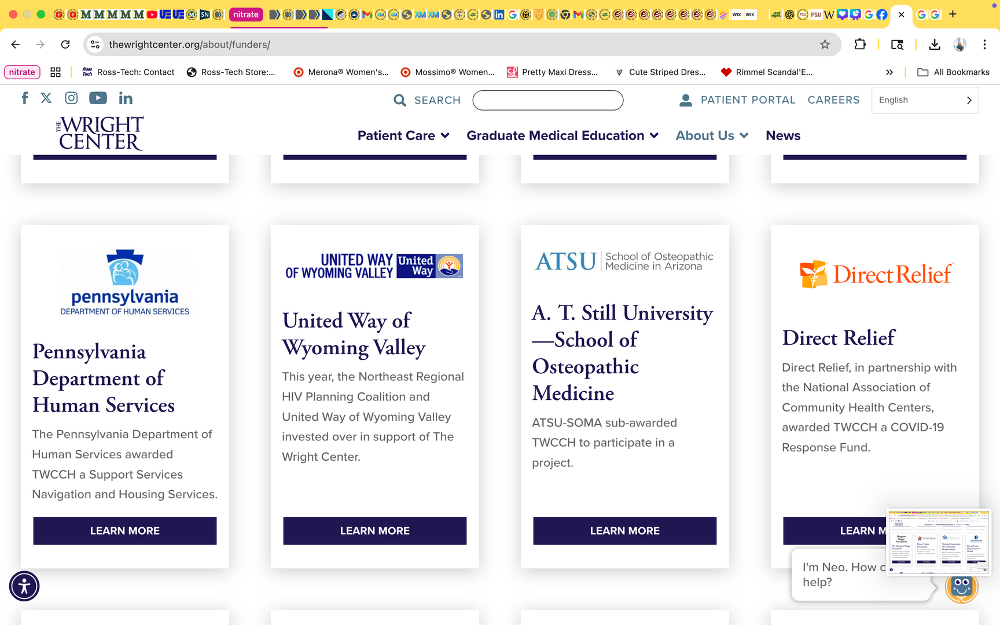 nitrate
thewrightcenter.org/about/funders/
nitrate
Ross-Tech: Contact
Ross-Tech Store:...
Merona® Women's...
Mossimo® Women...
Pretty Maxi Dress...
Cute Striped Dres...
Rimmel Scandal'E...
All Bookmarks
SEARCH
PATIENT PORTAL
CAREERS
English
THE WRIGHT
CENTER
Patient Care
Graduate Medical Education
About Us
News
pennsylvania
DEPARTMENT OF HUMAN SERVICES
Pennsylvania
Department of
Human Services
The Pennsylvania Department of
Human Services awarded
TWCCH a Support Services
Navigation and Housing Services.
LEARN MORE
UNITED WAY
OF WYOMING VALLEY
United
Way
United Way of
Wyoming Valley
This year, the Northeast Regional
HIV Planning Coalition and
United Way of Wyoming Valley
invested over in support of The
Wright Center.
LEARN MORE
ATSU
School of Osteopathic
Medicine in Arizona
A. T. Still University
—School of
Osteopathic
Medicine
ATSU-SOMA sub-awarded
TWCCH to participate in a
project.
LEARN MORE
Direct Relief
Direct Relief
Direct Relief, in partnership with
the National Association of
Community Health Centers,
awarded TWCCH a COVID-19
Response Fund.
LEARN M
I'm Neo. How c
help?